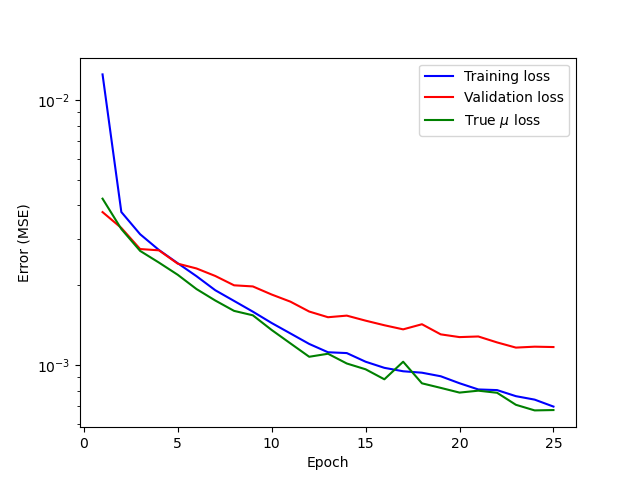 Training loss
Validation loss
True μ loss
10⁻²
10⁻³
Error (MSE)
0 5 10 15 20 25
Epoch